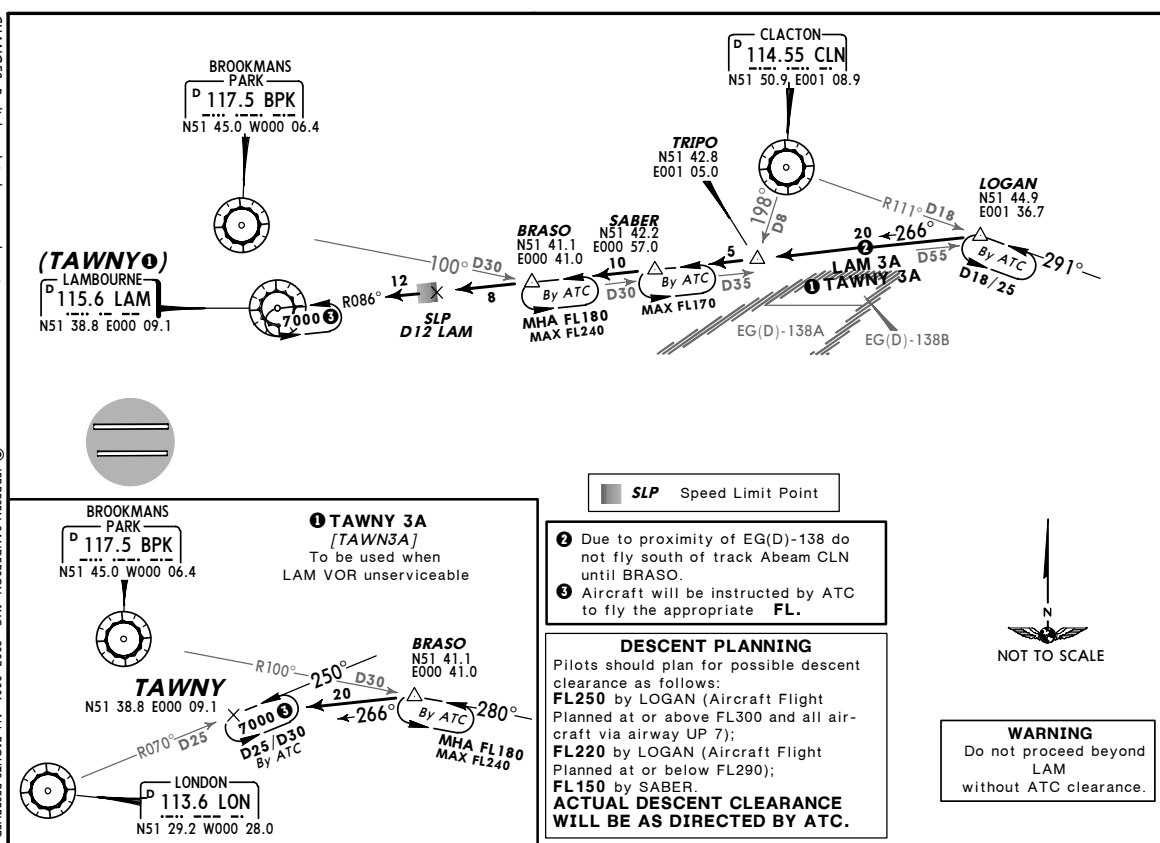 CLACTON
D 114.55 CLN
N51 50.9 E001 08.9
BROOKMANS
PARK
D 117.5 BPK
N51 45.0 W000 06.4
TRIPO
N51 42.8
E001 05.0
LOGAN
N51 44.9
E001 36.7
R111° D18
198°
D8
BRASO
N51 41.1
E000 41.0
SABER
N51 42.2
E000 57.0
20
266°
291°
(TAWNY❶)
LAMBOURNE
D 115.6 LAM
N51 38.8 E000 09.1
100° D30
10
5
❷
LAM 3A
❶ TAWNY 3A
D55
By ATC
D18/25
12
R086°
8
By ATC
D30
By ATC
D35
7000 ❸
SLP
D12 LAM
MHA FL180
MAX FL240
MAX FL170
EG(D)-138A
EG(D)-138B
SLP Speed Limit Point
BROOKMANS
PARK
D 117.5 BPK
N51 45.0 W000 06.4
❶ TAWNY 3A
[TAWN3A]
To be used when
LAM VOR unserviceable
❷ Due to proximity of EG(D)-138 do
not fly south of track Abeam CLN
until BRASO.
❸ Aircraft will be instructed by ATC
to fly the appropriate FL.
BRASO
N51 41.1
E000 41.0
R100° D30
250°
20
266°
By ATC
280°
MHA FL180
MAX FL240
TAWNY
N51 38.8 E000 09.1
7000 ❸
D25/D30
By ATC
R070° D25
LONDON
D 113.6 LON
N51 29.2 W000 28.0
DESCENT PLANNING
Pilots should plan for possible descent
clearance as follows:
FL250 by LOGAN (Aircraft Flight
Planned at or above FL300 and all air-
craft via airway UP 7);
FL220 by LOGAN (Aircraft Flight
Planned at or below FL290);
FL150 by SABER.
ACTUAL DESCENT CLEARANCE
WILL BE AS DIRECTED BY ATC.
N
NOT TO SCALE
WARNING
Do not proceed beyond
LAM
without ATC clearance.